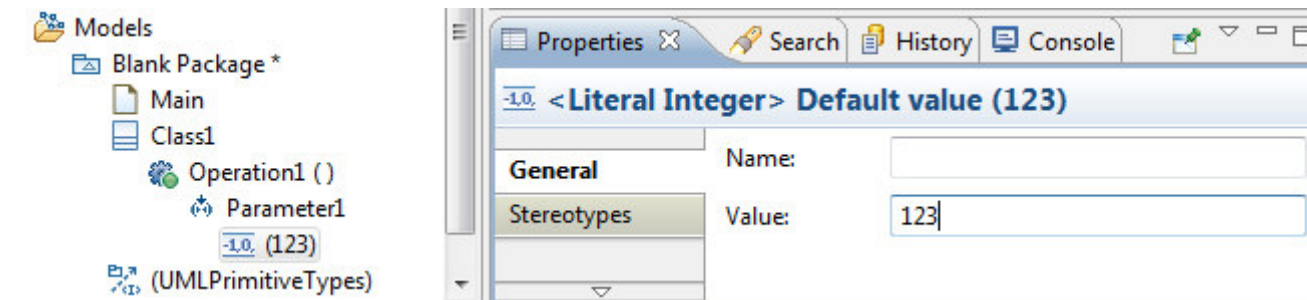 Models
Blank Package *
Main
Class1
Operation1 ( )
Parameter1
-1,0, (123)
(UMLPrimitiveTypes)
Properties Search History Console
-1,0, <Literal Integer> Default value (123)
General
Stereotypes
Name:
Value: 123